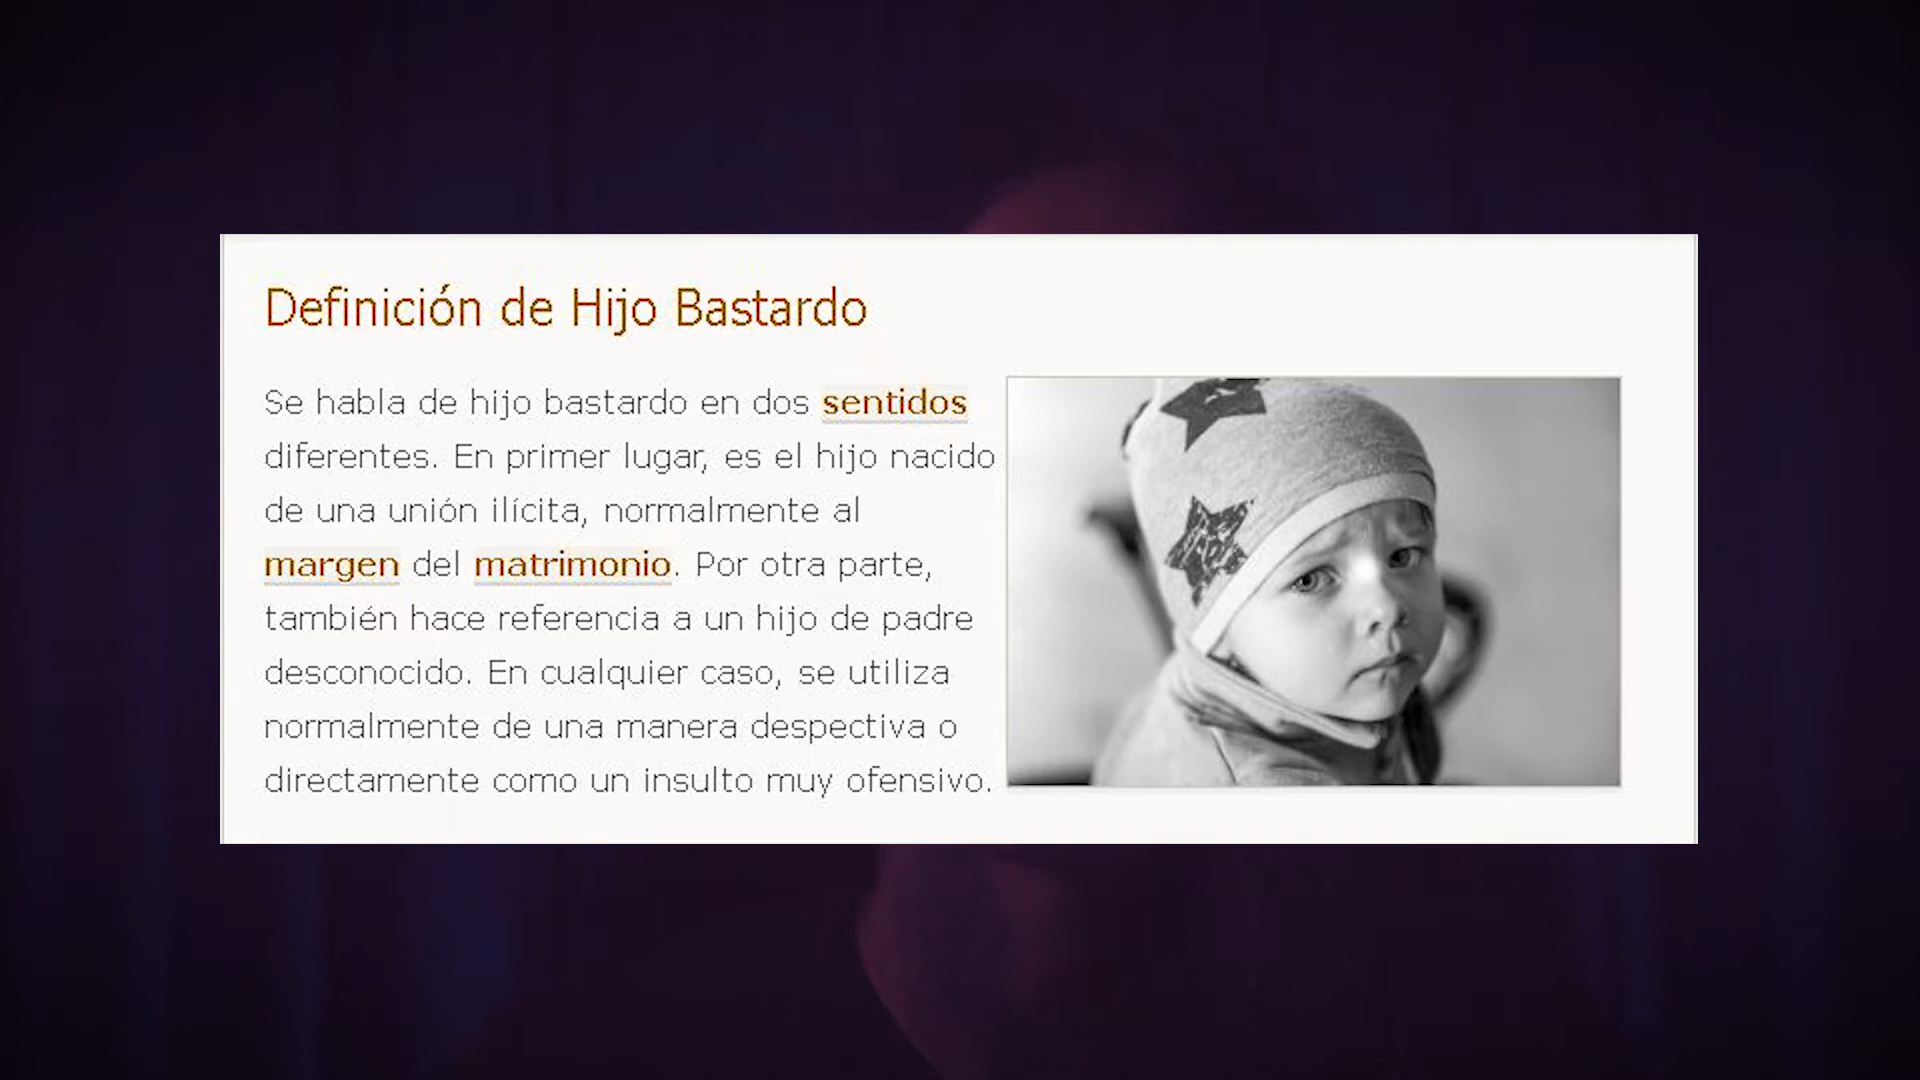 Definición de Hijo Bastardo
Se habla de hijo bastardo en dos sentidos
diferentes. En primer lugar, es el hijo nacido
de una unión ilícita, normalmente al
margen del matrimonio. Por otra parte,
también hace referencia a un hijo de padre
desconocido. En cualquier caso, se utiliza
normalmente de una manera despectiva o
directamente como un insulto muy ofensivo.